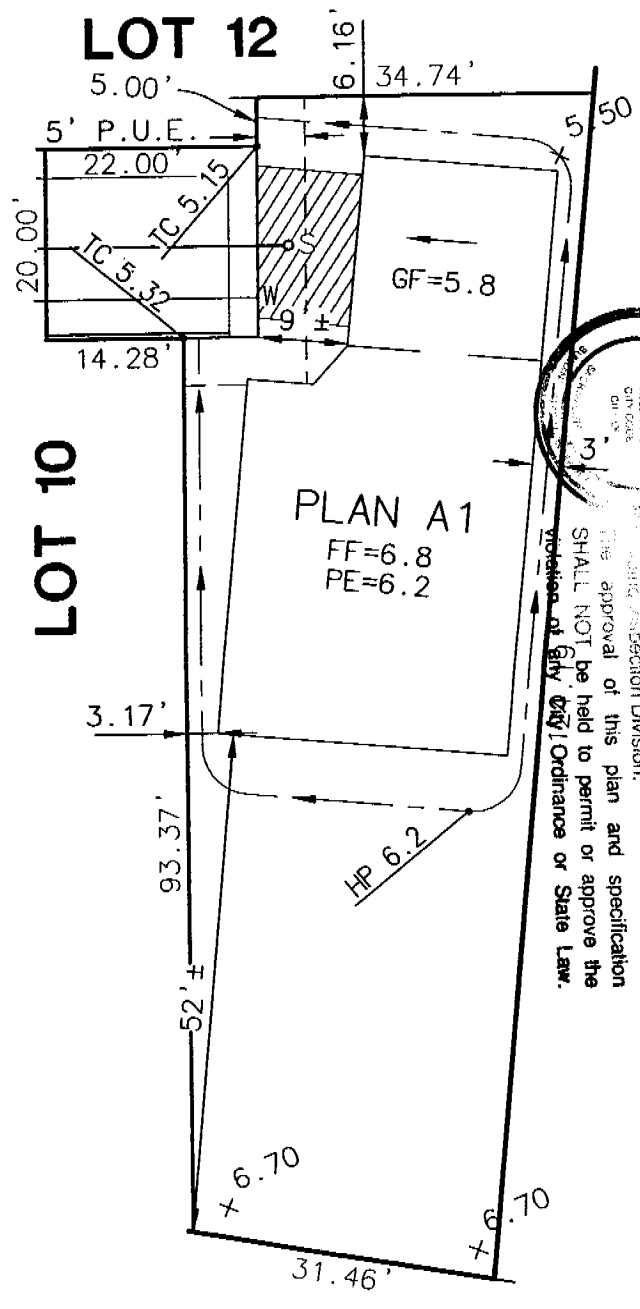 LOT 12
6.16'
34.74'
5.00'
5.50
5' P.U.E.
22.00'
TC 5.15
20.00'
S
GF=5.8
TC 5.32
W
9'±
14.28'
3'
LOT 10
PLAN A1
FF=6.8
PE=6.2
Division.
approval of this plan and specification
SHALL NOT be held to permit or approve the
violation of any City Ordinance or State Law.
3.17'
93.37'
HP 6.2
52'±
6.70
6.70
31.46'